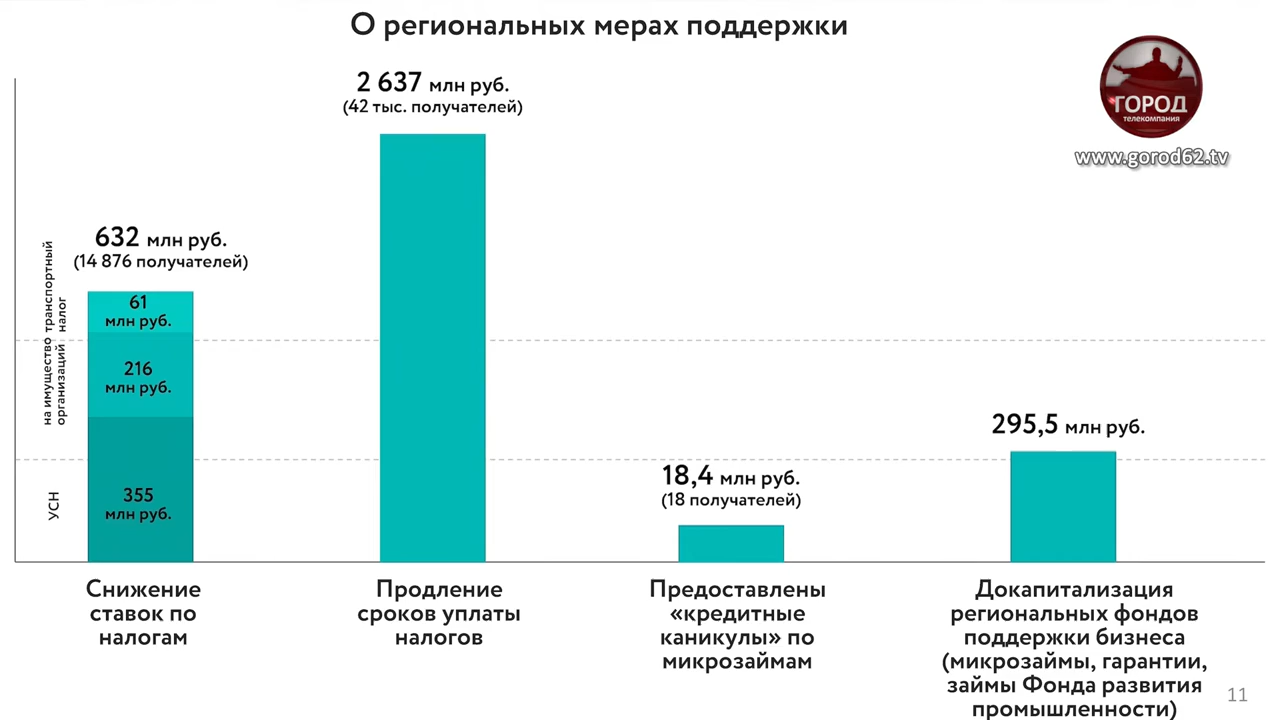 О региональных мерах поддержки
ГОРОД
телекомпания
www.gorod62.tv
2 637 млн руб.
(42 тыс. получателей)
632 млн руб.
(14 876 получателей)
транспортный
налог
61
млн руб.
на имущество
организаций
216
млн руб.
УСН
355
млн руб.
18,4 млн руб.
(18 получателей)
295,5 млн руб.
Снижение
ставок по
налогам
Продление
сроков уплаты
налогов
Предоставлены
«кредитные
каникулы» по
микрозаймам
Докапитализация
региональных фондов
поддержки бизнеса
(микрозаймы, гарантии,
займы Фонда развития
промышленности)
11